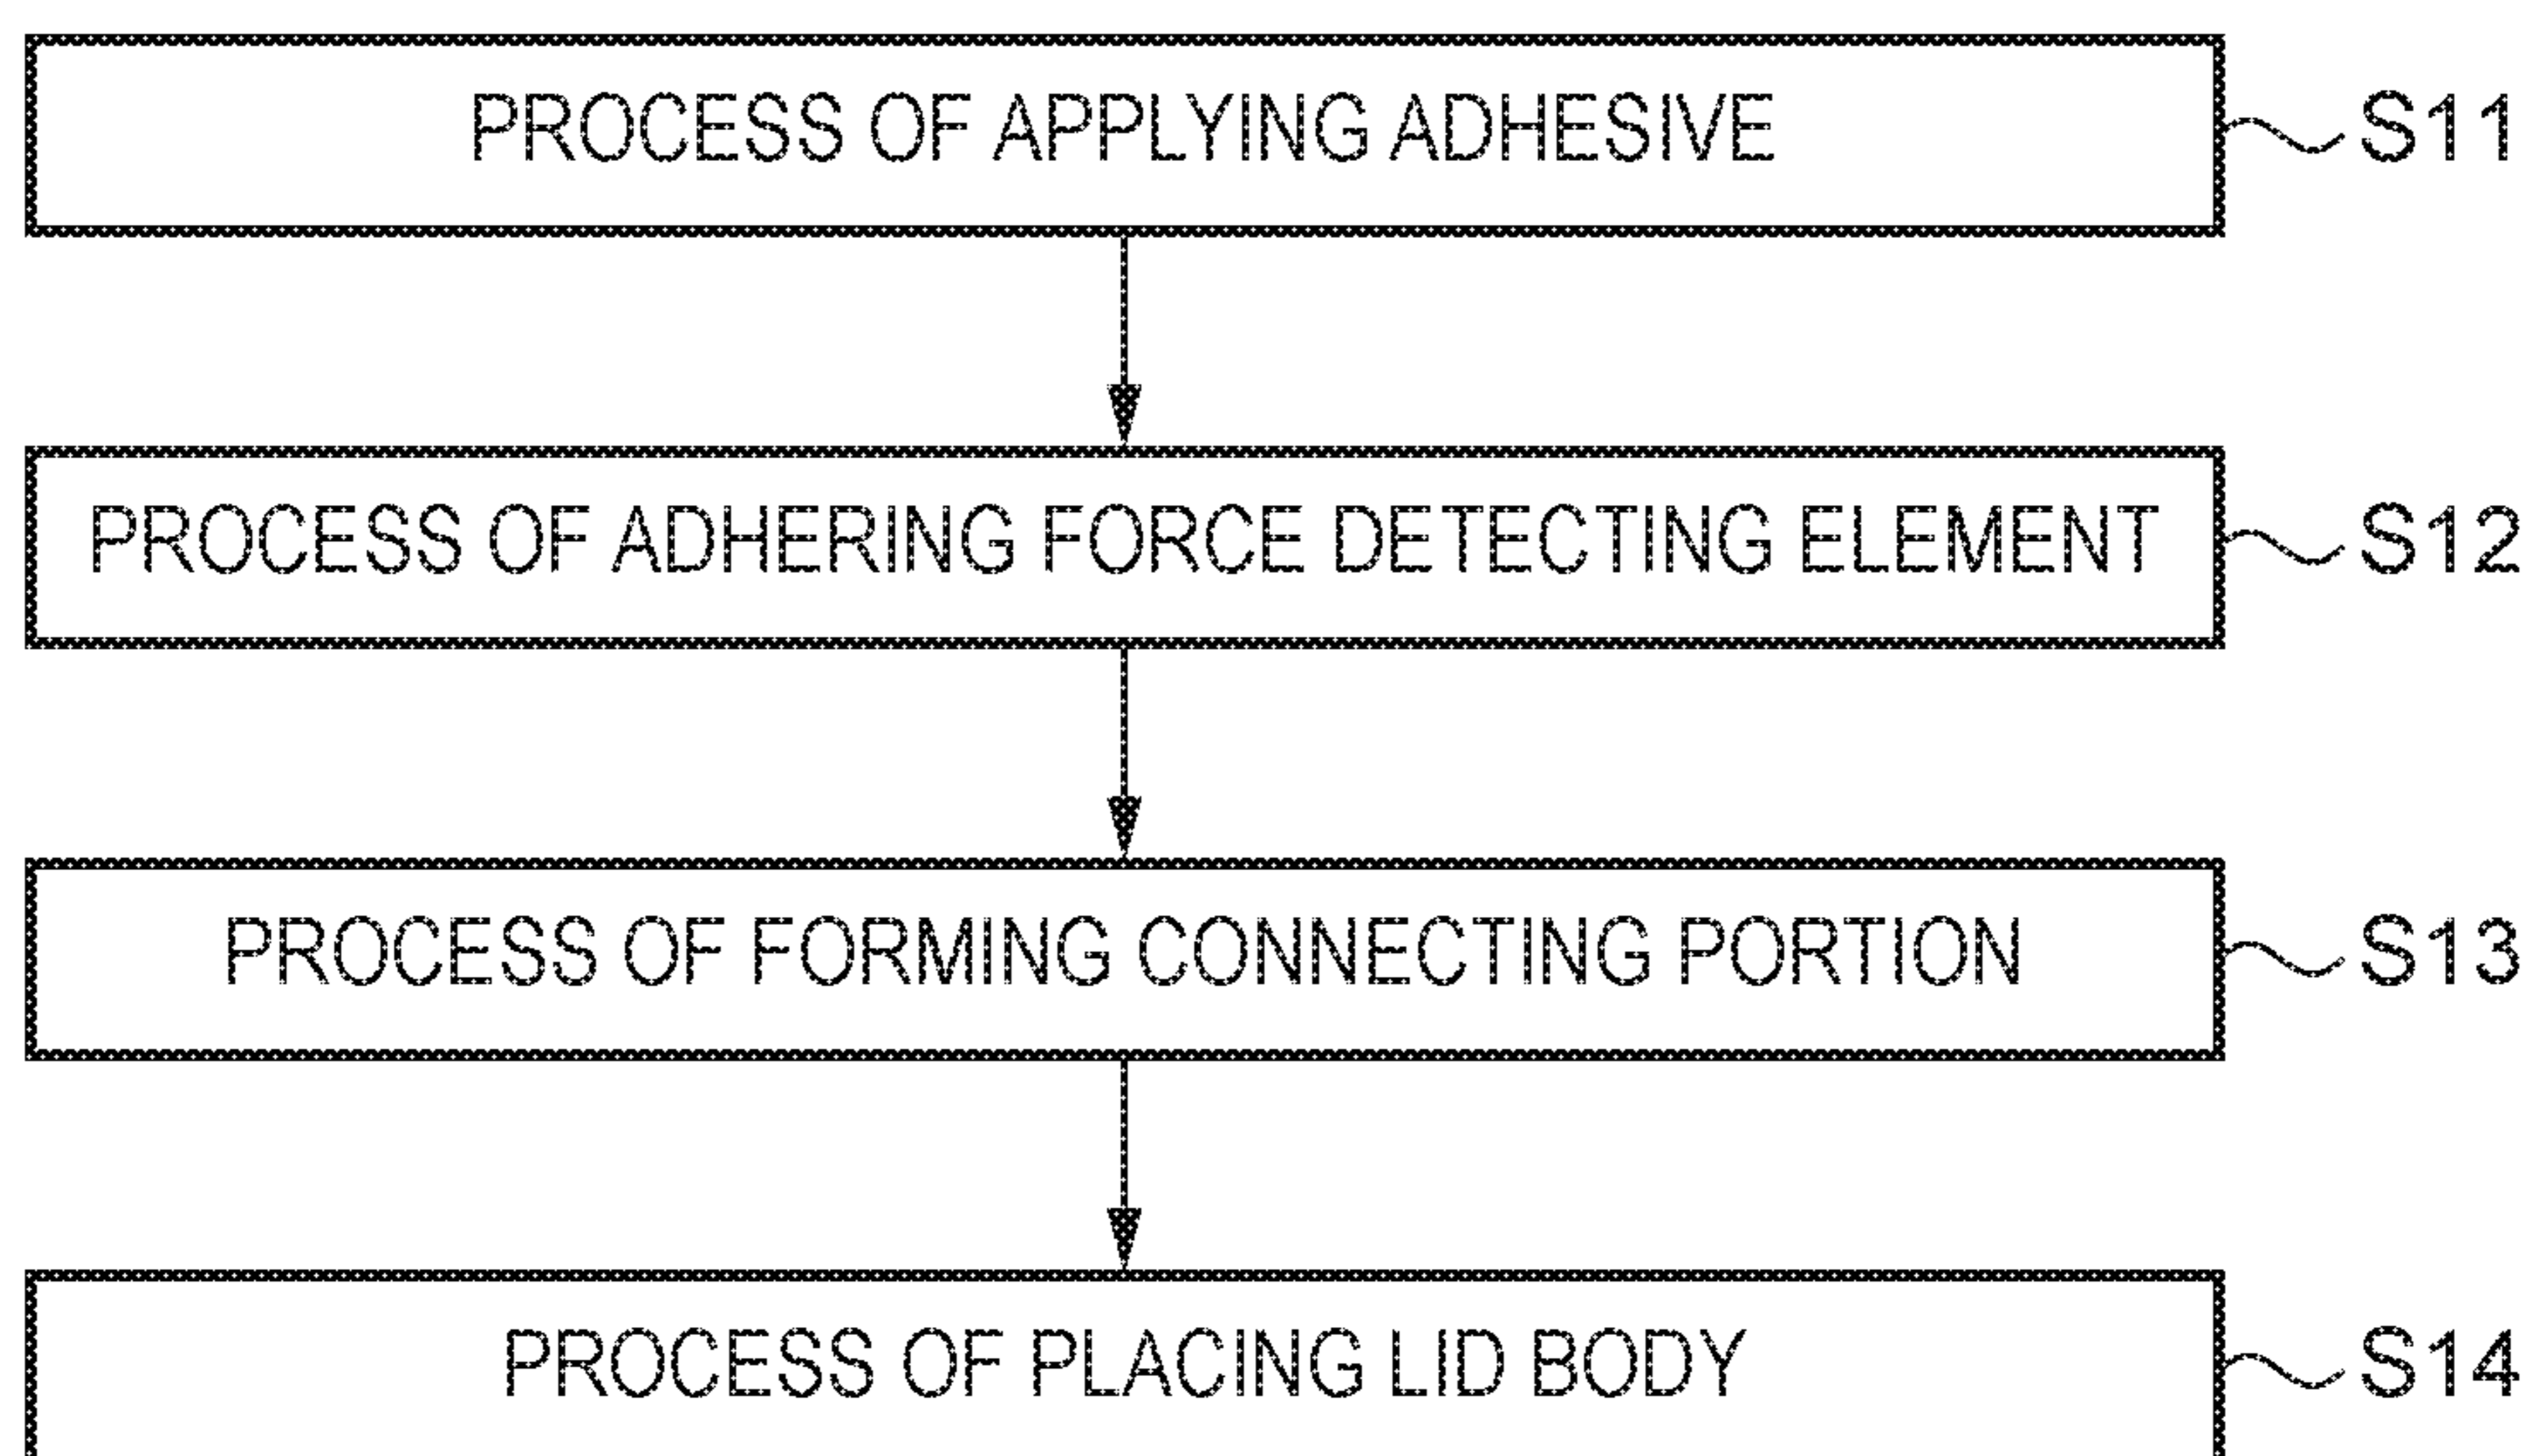 PROCESS OF APPLYING ADHESIVE S11
PROCESS OF ADHERING FORCE DETECTING ELEMENT S12
PROCESS OF FORMING CONNECTING PORTION S13
PROCESS OF PLACING LID BODY S14